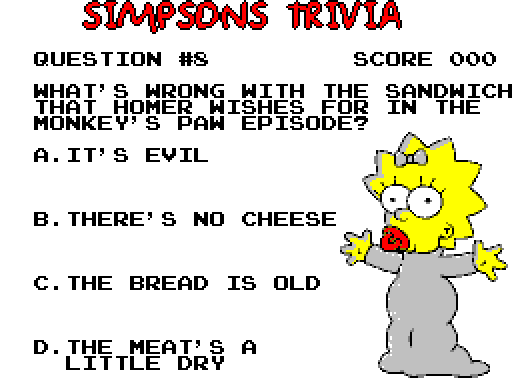 SIMPSONS TRIVIA
QUESTION #8 SCORE 000
WHAT'S WRONG WITH THE SANDWICH
THAT HOMER WISHES FOR IN THE
MONKEY'S PAW EPISODE?
A.IT'S EVIL
B.THERE'S NO CHEESE
C.THE BREAD IS OLD
D.THE MEAT'S A
LITTLE DRY